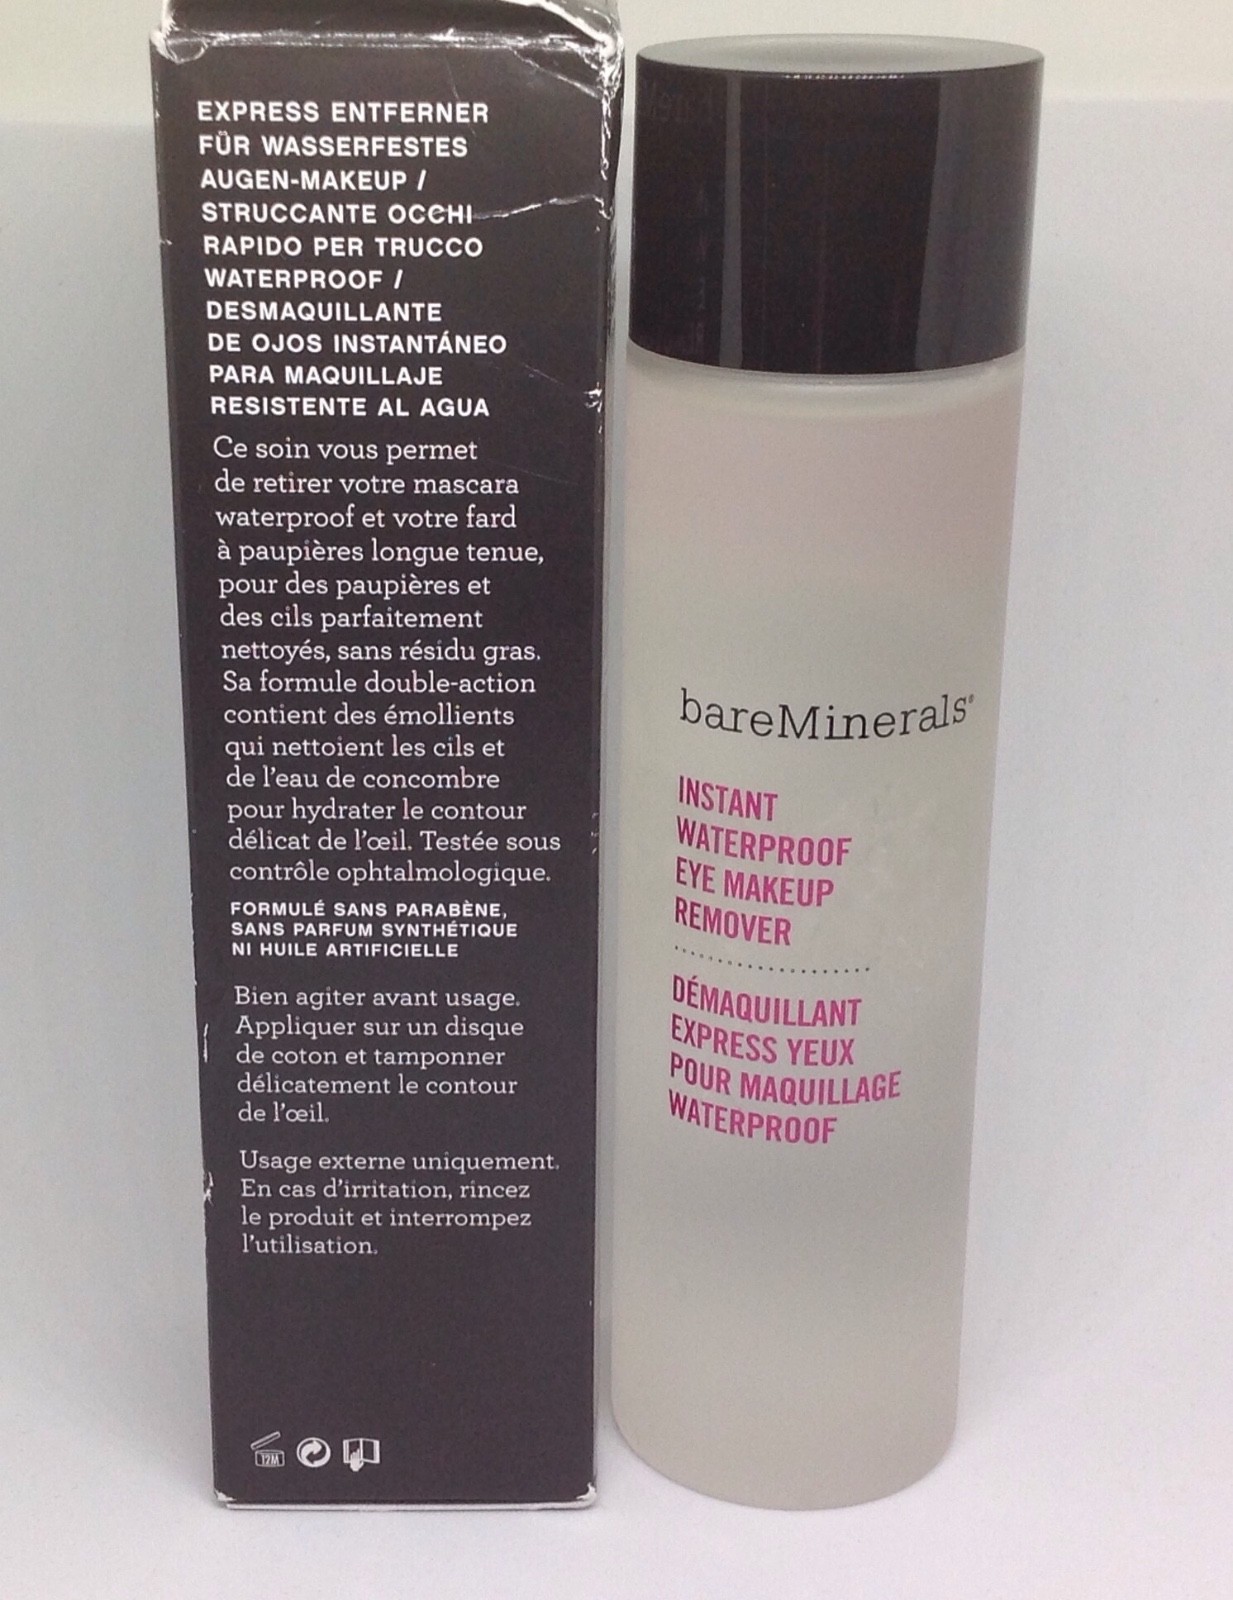 EXPRESS ENTFERNER
FÜR WASSERFESTES
AUGEN-MAKEUP /
STRUCCANTE OCCHI
RAPIDO PER TRUCCO
WATERPROOF /
DESMAQUILLANTE
DE OJOS INSTANTÁNEO
PARA MAQUILLAJE
RESISTENTE AL AGUA
Ce soin vous permet
de retirer votre mascara
waterproof et votre fard
à paupières longue tenue,
pour des paupières et
des cils parfaitement
nettoyés, sans résidu gras.
Sa formule double-action
contient des émollients
qui nettoient les cils et
de l'eau de concombre
pour hydrater le contour
délicat de l'œil. Testée sous
contrôle ophtalmologique.
FORMULÉ SANS PARABÈNE,
SANS PARFUM SYNTHÉTIQUE
NI HUILE ARTIFICIELLE
Bien agiter avant usage.
Appliquer sur un disque
de coton et tamponner
délicatement le contour
de l'œil.
Usage externe uniquement.
En cas d'irritation, rincez
le produit et interrompez
l'utilisation.
12M
bareMinerals®
INSTANT
WATERPROOF
EYE MAKEUP
REMOVER
DÉMAQUILLANT
EXPRESS YEUX
POUR MAQUILLAGE
WATERPROOF